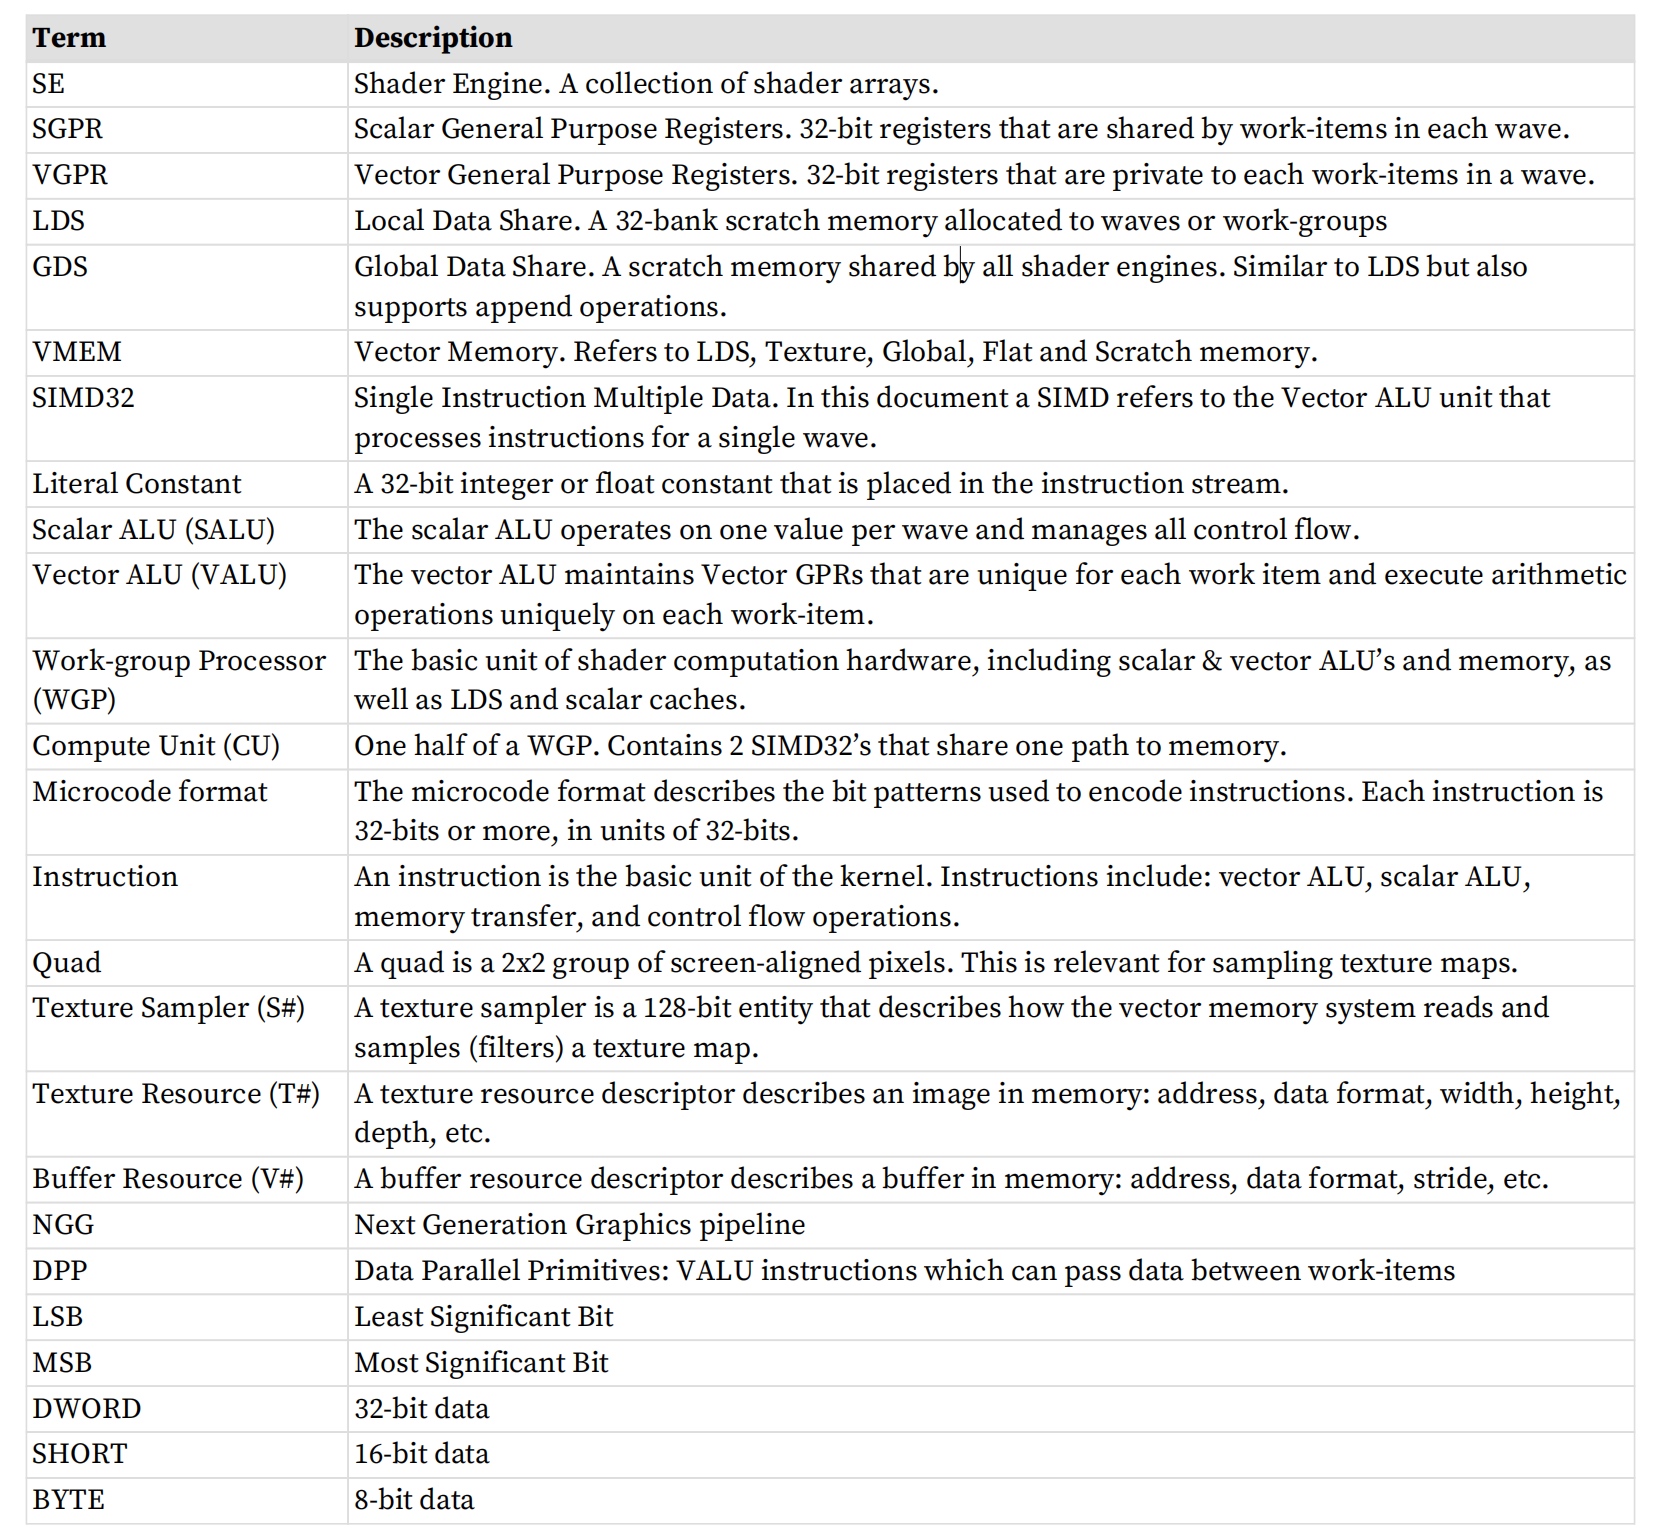 Term Description
SE Shader Engine. A collection of shader arrays.
SGPR Scalar General Purpose Registers. 32-bit registers that are shared by work-items in each wave.
VGPR Vector General Purpose Registers. 32-bit registers that are private to each work-items in a wave.
LDS Local Data Share. A 32-bank scratch memory allocated to waves or work-groups
GDS Global Data Share. A scratch memory shared by all shader engines. Similar to LDS but also
supports append operations.
VMEM Vector Memory. Refers to LDS, Texture, Global, Flat and Scratch memory.
SIMD32 Single Instruction Multiple Data. In this document a SIMD refers to the Vector ALU unit that
processes instructions for a single wave.
Literal Constant A 32-bit integer or float constant that is placed in the instruction stream.
Scalar ALU (SALU) The scalar ALU operates on one value per wave and manages all control flow.
Vector ALU (VALU) The vector ALU maintains Vector GPRs that are unique for each work item and execute arithmetic
operations uniquely on each work-item.
Work-group Processor The basic unit of shader computation hardware, including scalar & vector ALU’s and memory, as
(WGP) well as LDS and scalar caches.
Compute Unit (CU) One half of a WGP. Contains 2 SIMD32’s that share one path to memory.
Microcode format The microcode format describes the bit patterns used to encode instructions. Each instruction is
32-bits or more, in units of 32-bits.
Instruction An instruction is the basic unit of the kernel. Instructions include: vector ALU, scalar ALU,
memory transfer, and control flow operations.
Quad A quad is a 2x2 group of screen-aligned pixels. This is relevant for sampling texture maps.
Texture Sampler (S#) A texture sampler is a 128-bit entity that describes how the vector memory system reads and
samples (filters) a texture map.
Texture Resource (T#) A texture resource descriptor describes an image in memory: address, data format, width, height,
depth, etc.
Buffer Resource (V#) A buffer resource descriptor describes a buffer in memory: address, data format, stride, etc.
NGG Next Generation Graphics pipeline
DPP Data Parallel Primitives: VALU instructions which can pass data between work-items
LSB Least Significant Bit
MSB Most Significant Bit
DWORD 32-bit data
SHORT 16-bit data
BYTE 8-bit data